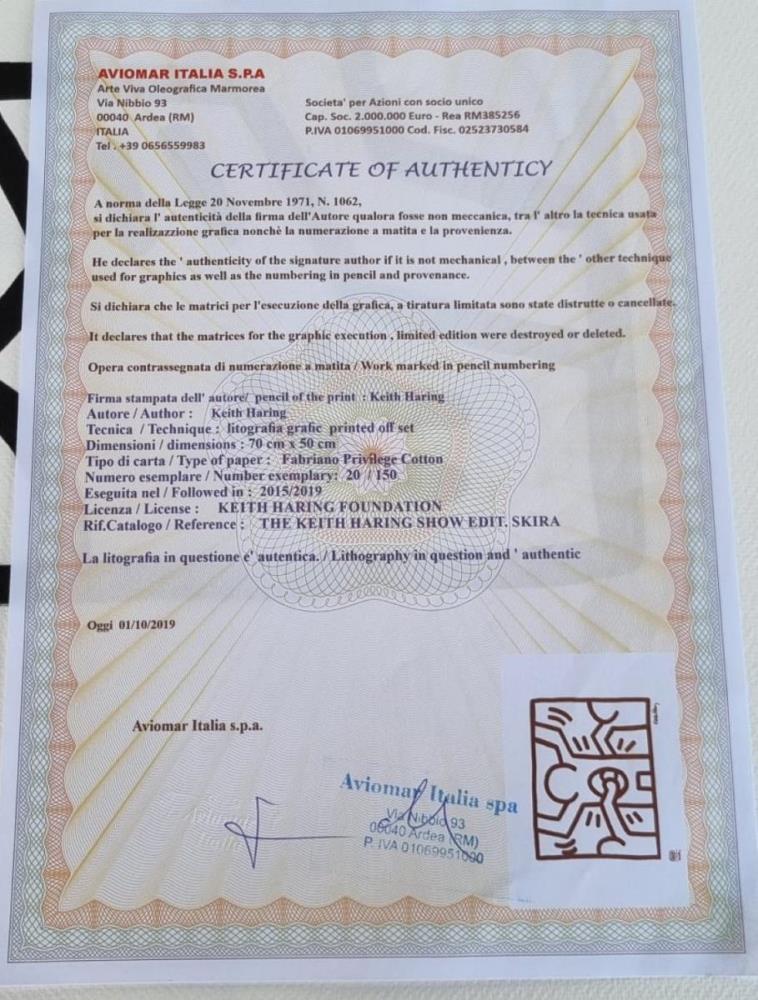 AVIOMAR ITALIA S.P.A
Arte Viva Oleografica Marmorea
Via Nibbio 93
00040 Ardea (RM)
ITALIA
Tel . +39 0656559983
Societa' per Azioni con socio unico
Cap. Soc. 2.000.000 Euro - Rea RM385256
P.IVA 01069951000 Cod. Fisc. 02523730584
CERTIFICATE OF AUTHENTICY
A norma della Legge 20 Novembre 1971, N. 1062,
si dichiara l' autenticità della firma dell'Autore qualora fosse non meccanica, tra l' altro la tecnica usata
per la realizazzione grafica nonchè la numerazione a matita e la provenienza.
He declares the ' authenticity of the signature author if it is not mechanical , between the ' other technique
used for graphics as well as the numbering in pencil and provenance.
Si dichiara che le matrici per l'esecuzione della grafica, a tiratura limitata sono state distrutte o cancellate.
It declares that the matrices for the graphic execution , limited edition were destroyed or deleted.
Opera contrassegnata di numerazione a matita / Work marked in pencil numbering
Firma stampata dell' autore/ pencil of the print : Keith Haring
Autore / Author : Keith Haring
Tecnica / Technique : litografia grafic printed off set
Dimensioni / dimensions : 70 cm x 50 cm
Tipo di carta / Type of paper : Fabriano Privilege Cotton
Numero esemplare / Number exemplary: 20 / 150
Eseguita nel / Followed in : 2015/2019
Licenza / License : KEITH HARING FOUNDATION
Rif.Catalogo / Reference : THE KEITH HARING SHOW EDIT. SKIRA
La litografia in questione e' autentica. / Lithography in question and ' authentic
Oggi 01/10/2019
Aviomar Italia s.p.a.
Aviomar Italia spa
Via Nibbio 93
00040 Ardea (RM)
P. IVA 01069951000